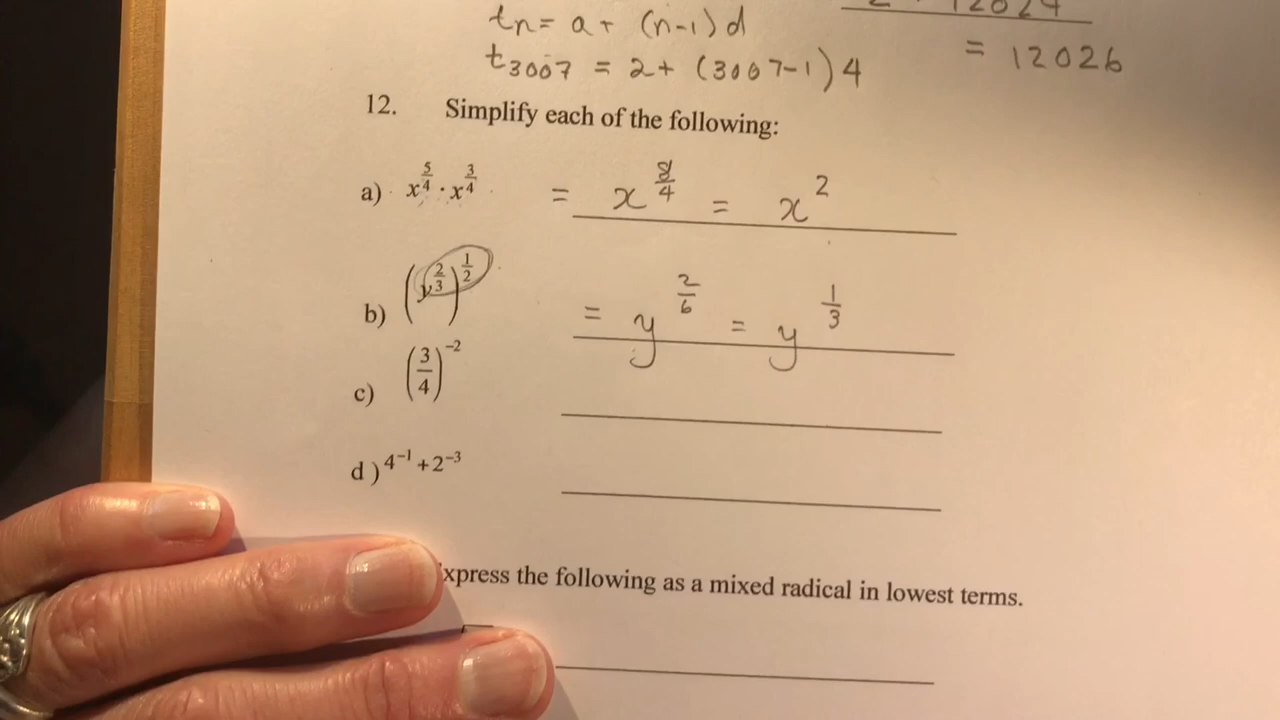 tn = a + (n-1)d
12024
t3007 = 2 + (3007-1)4
= 12026
12. Simplify each of the following:
a) x^(5/4) · x^(3/4) = x^(8/4) = x^2
b) (y^(2/3))^(1/2) = y^(2/6) = y^(1/3)
c) (3/4)^-2
d) 4^-1 + 2^-3
xpress the following as a mixed radical in lowest terms.